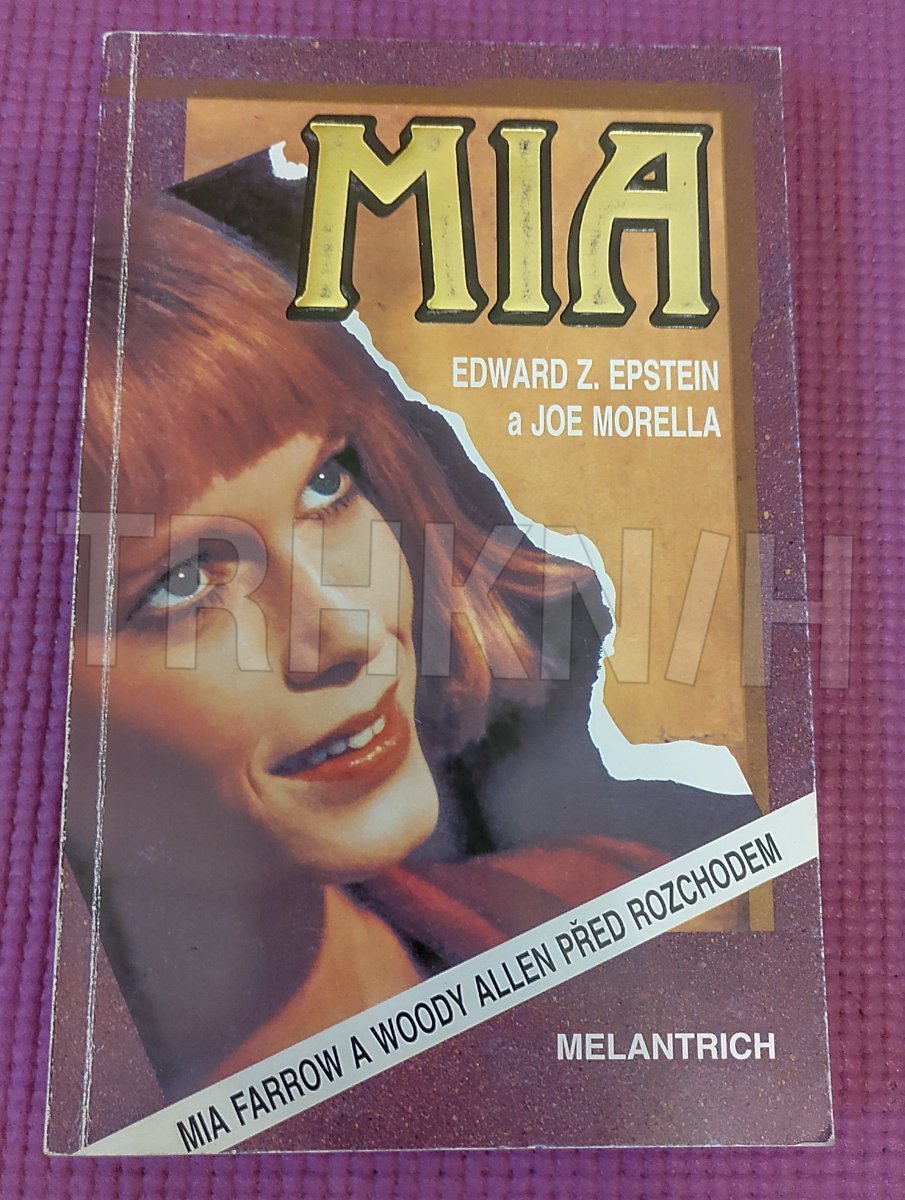 MIA
EDWARD Z. EPSTEIN
a JOE MORELLA
TRHKNIH
MIA FARROW A WOODY ALLEN PŘED ROZCHODEM
MELANTRICH